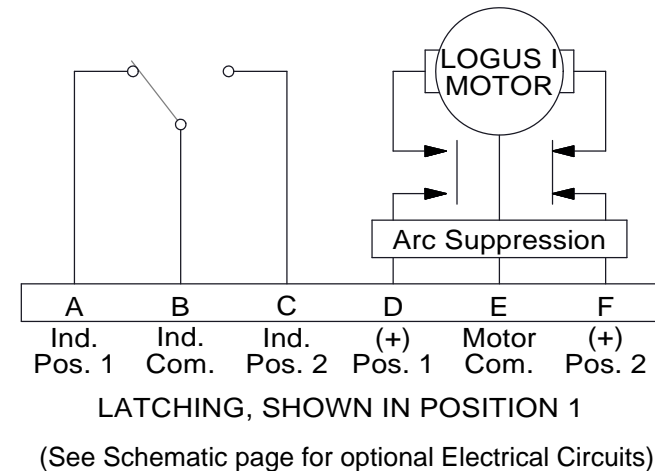 LOGUS I
MOTOR
Arc Suppression
A B C D E F
Ind. Ind. Ind. (+) Motor (+)
Pos. 1 Com. Pos. 2 Pos. 1 Com. Pos. 2
LATCHING, SHOWN IN POSITION 1
(See Schematic page for optional Electrical Circuits)